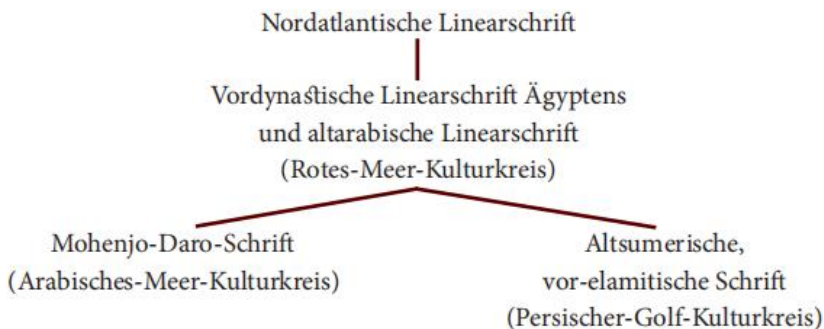 Nordatlantische Linearschrift
Vordynastische Linearschrift Ägyptens
und altarabische Linearschrift
(Rotes-Meer-Kulturkreis)
Mohenjo-Daro-Schrift
(Arabisches-Meer-Kulturkreis)
Altsumerische,
vor-elamitische Schrift
(Persischer-Golf-Kulturkreis)